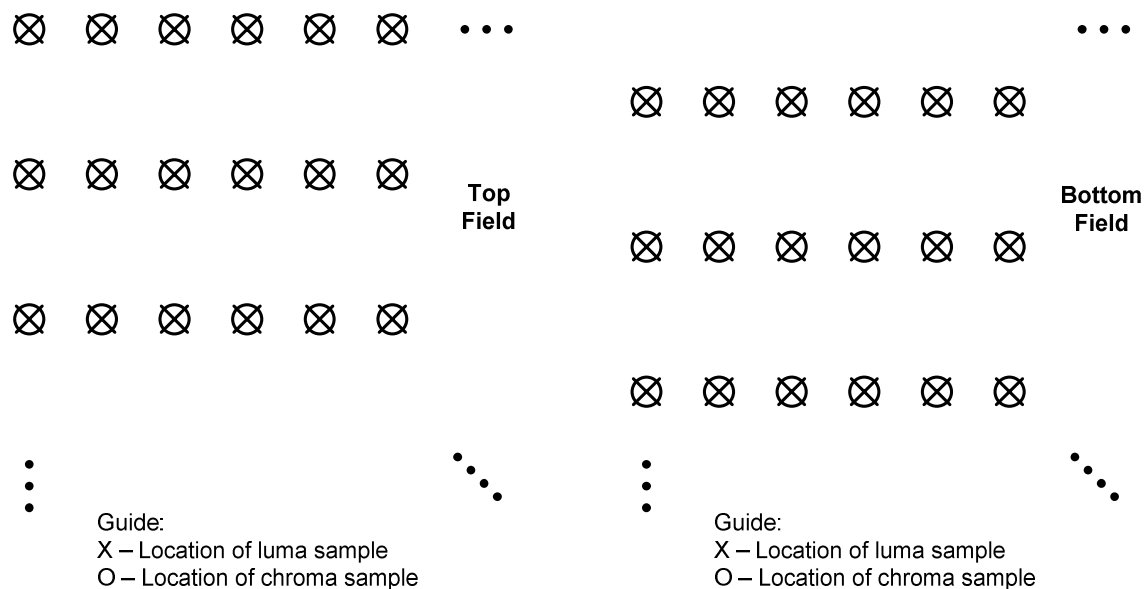 Top
Field
Bottom
Field
Guide:
X – Location of luma sample
O – Location of chroma sample
Guide:
X – Location of luma sample
O – Location of chroma sample